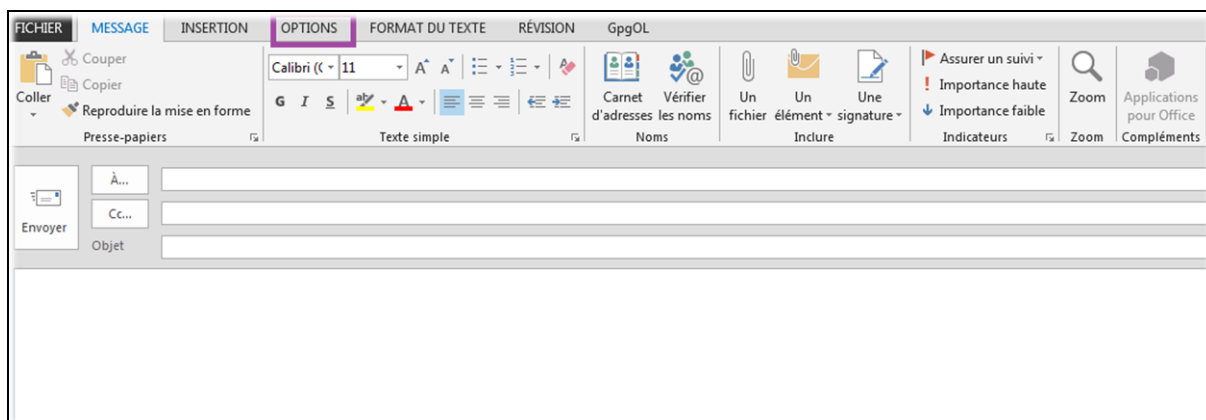 FICHIER MESSAGE INSERTION OPTIONS FORMAT DU TEXTE RÉVISION GpgOL
Coller
Couper
Copier
Reproduire la mise en forme
Presse-papiers
Calibri (C 11
G I S
Texte simple
Carnet d'adresses
Vérifier les noms
Noms
Un fichier
Un élément
Une signature
Inclure
Assurer un suivi
Importance haute
Importance faible
Indicateurs
Zoom
Zoom
Applications pour Office
Compléments
Envoyer
À...
Cc...
Objet